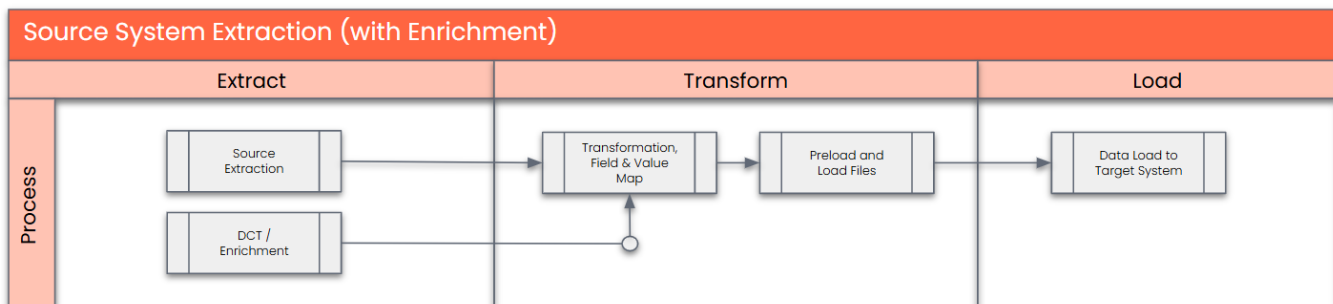 Source System Extraction (with Enrichment)
Extract
Transform
Load
Process
Source
Extraction
Transformation,
Field & Value
Map
Preload and
Load Files
Data Load to
Target System
DCT /
Enrichment